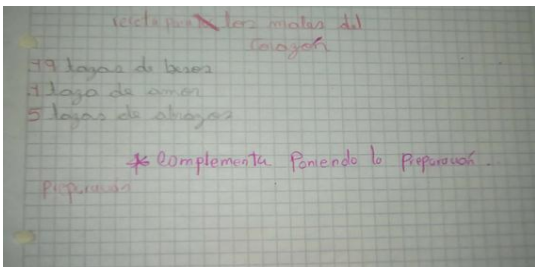 receta para los males del
Corazón
19 tazas de besos
1 taza de amor
5 tazas de abrazos
* Complementa Poniendo la Preparación.
Preparación